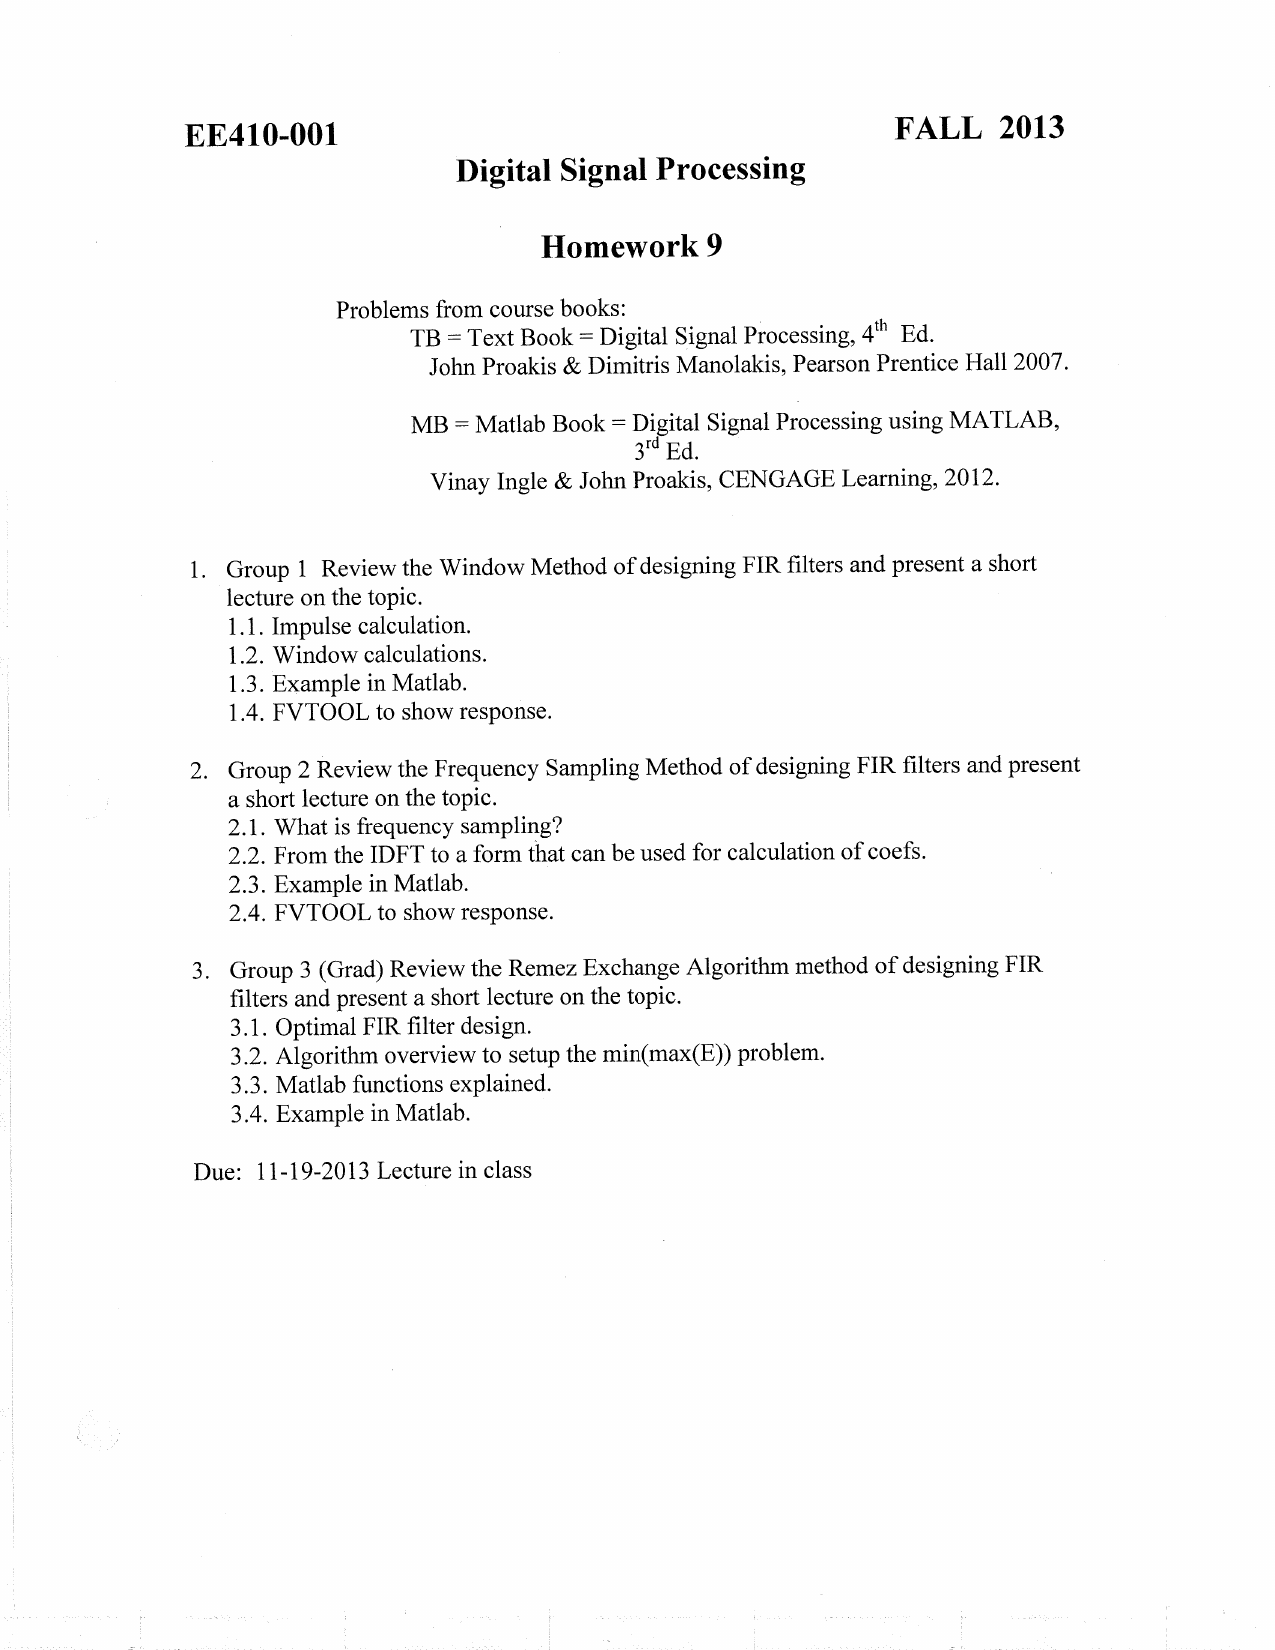 EE410-001 FALL 2013
Digital Signal Processing
Homework 9
Problems from course books:
TB = Text Book = Digital Signal Processing, 4th Ed.
John Proakis & Dimitris Manolakis, Pearson Prentice Hall 2007.
MB = Matlab Book = Digital Signal Processing using MATLAB,
3rd Ed.
Vinay Ingle & John Proakis, CENGAGE Learning, 2012.
1. Group 1 Review the Window Method of designing FIR filters and present a short
lecture on the topic.
1.1. Impulse calculation.
1.2. Window calculations.
1.3. Example in Matlab.
1.4. FVTOOL to show response.
2. Group 2 Review the Frequency Sampling Method of designing FIR filters and present
a short lecture on the topic.
2.1. What is frequency sampling?
2.2. From the IDFT to a form that can be used for calculation of coefs.
2.3. Example in Matlab.
2.4. FVTOOL to show response.
3. Group 3 (Grad) Review the Remez Exchange Algorithm method of designing FIR
filters and present a short lecture on the topic.
3.1. Optimal FIR filter design.
3.2. Algorithm overview to setup the min(max(E)) problem.
3.3. Matlab functions explained.
3.4. Example in Matlab.
Due: 11-19-2013 Lecture in class